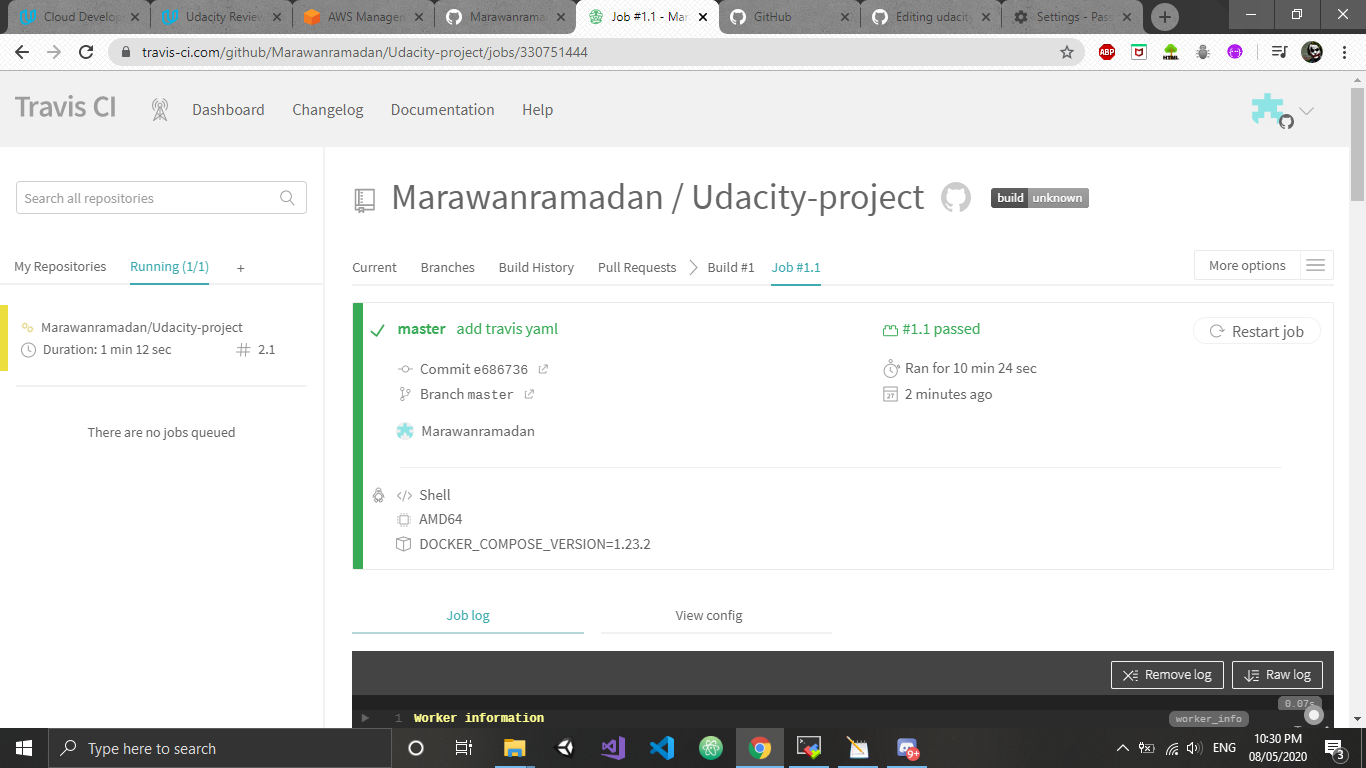 Cloud Develop
Udacity Review
AWS Managem
Marawanrama
Job #1.1 - Mar
GitHub
Editing udacity
Settings - Pass
travis-ci.com/github/Marawanramadan/Udacity-project/jobs/330751444
ABP
HTML
Travis CI
Dashboard
Changelog
Documentation
Help
Search all repositories
Marawanramadan / Udacity-project
build unknown
My Repositories
Running (1/1)
+
Current
Branches
Build History
Pull Requests
Build #1
Job #1.1
More options
Marawanramadan/Udacity-project
Duration: 1 min 12 sec
2.1
There are no jobs queued
master add travis yaml
#1.1 passed
Restart job
Commit e686736
Ran for 10 min 24 sec
Branch master
27
2 minutes ago
Marawanramadan
Shell
AMD64
DOCKER_COMPOSE_VERSION=1.23.2
Job log
View config
Remove log
Raw log
0.07s
1 Worker information
worker_info
Type here to search
9+
ENG
10:30 PM
08/05/2020
3